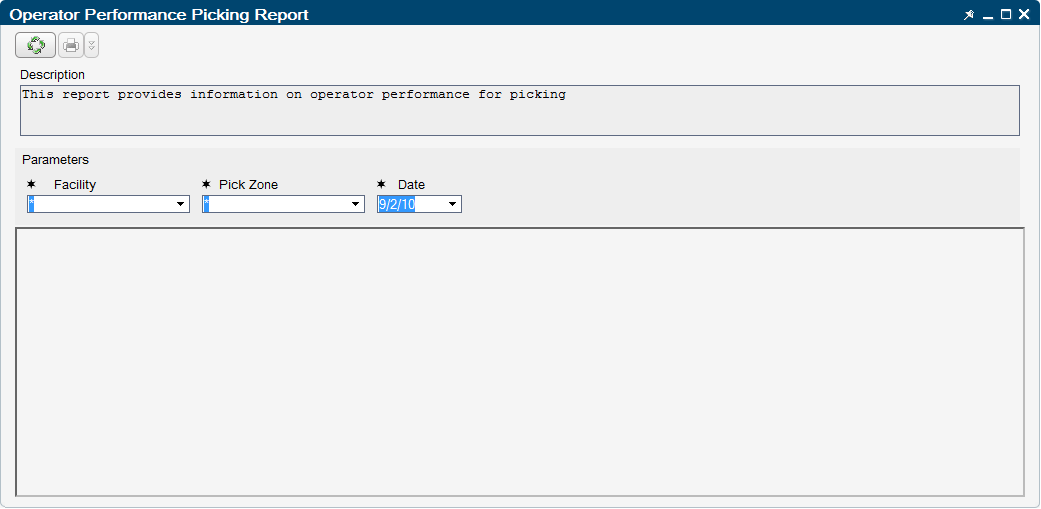 Operator Performance Picking Report
Description
This report provides information on operator performance for picking
Parameters
✶ Facility ✶ Pick Zone ✶ Date
* * 9/2/10